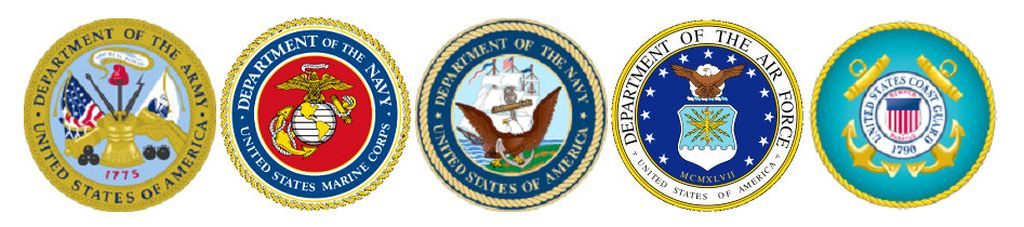 DEPARTMENT OF THE ARMY
1775
UNITED STATES OF AMERICA
DEPARTMENT OF THE NAVY
UNITED STATES MARINE CORPS
DEPARTMENT OF THE NAVY
UNITED STATES OF AMERICA
DEPARTMENT OF THE AIR FORCE
MCMXLVII
UNITED STATES OF AMERICA
UNITED STATES COAST GUARD
SEMPER
PARATUS
1790